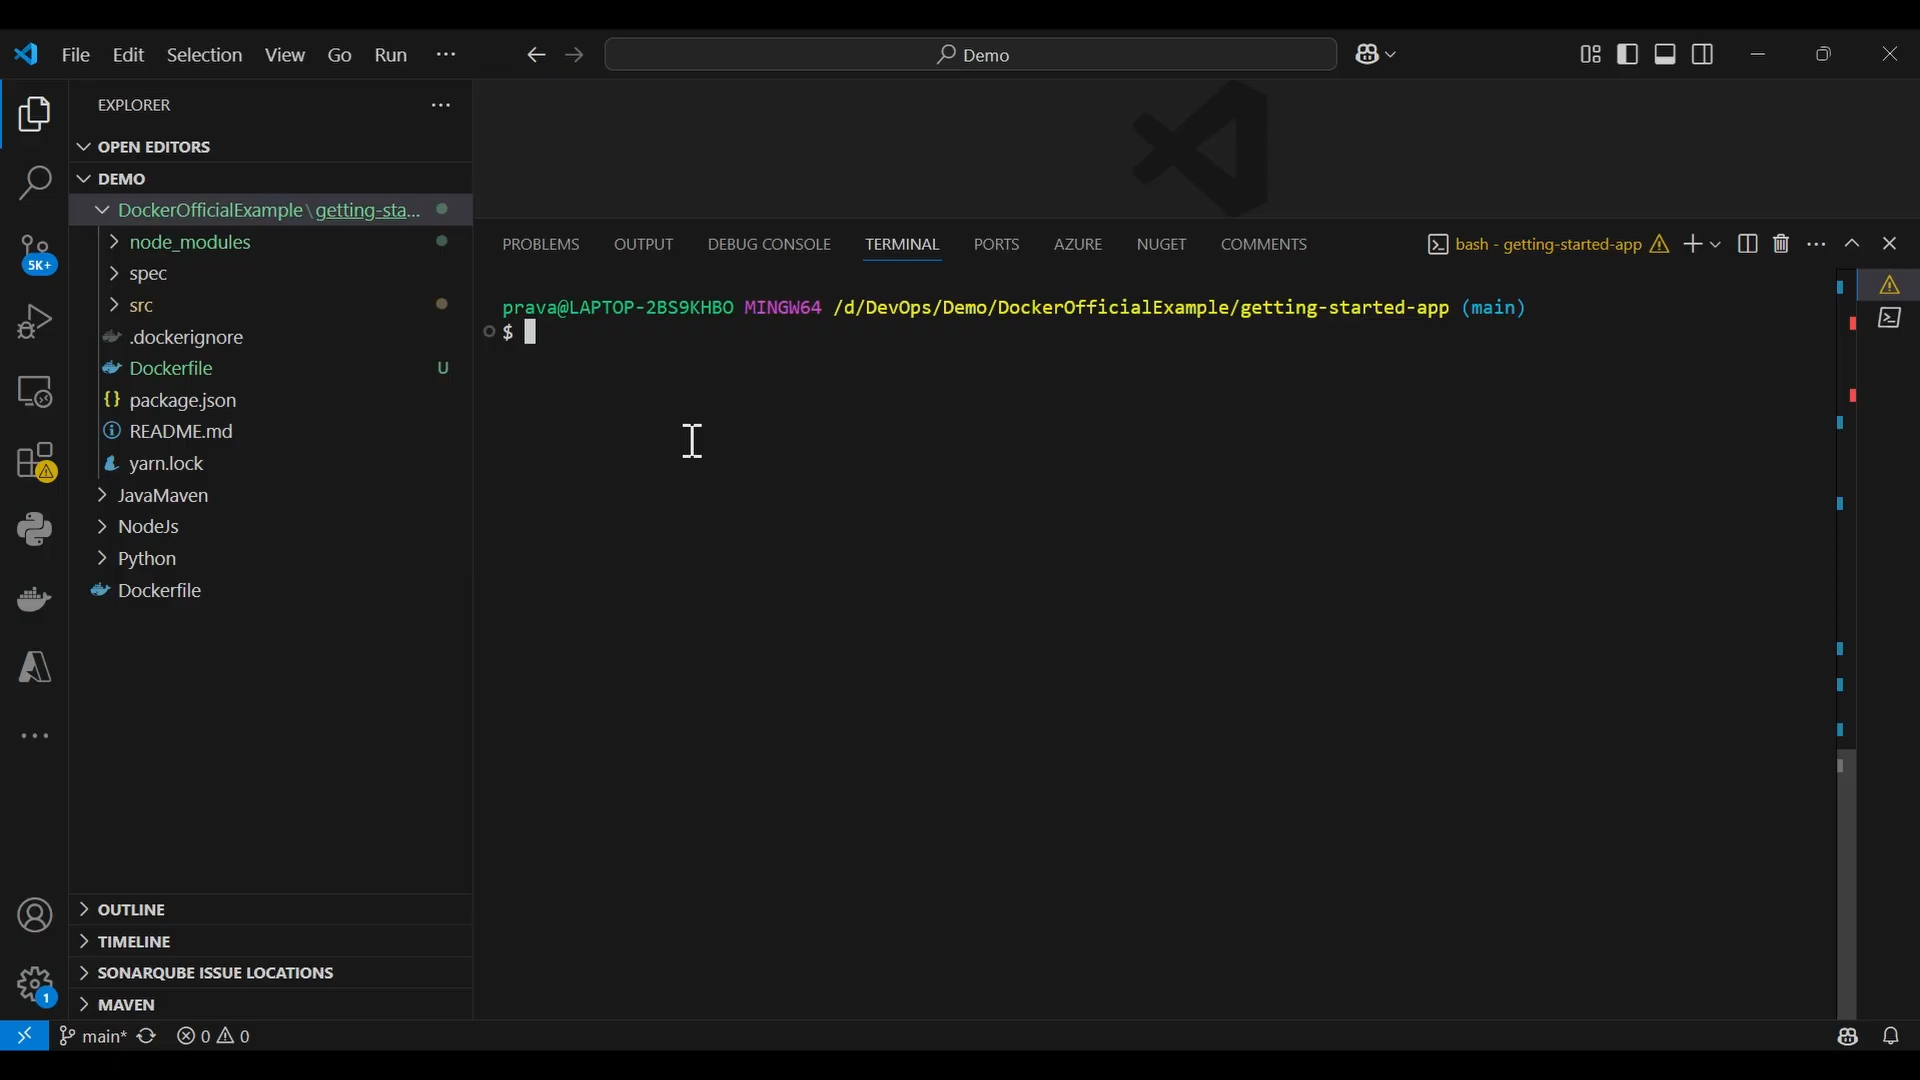 File Edit Selection View Go Run ···
Demo
EXPLORER
OPEN EDITORS
DEMO
DockerOfficialExample\getting-sta...
node_modules
spec
src
.dockerignore
Dockerfile U
package.json
README.md
yarn.lock
JavaMaven
NodeJs
Python
Dockerfile
OUTLINE
TIMELINE
SONARQUBE ISSUE LOCATIONS
MAVEN
5K+
1
PROBLEMS OUTPUT DEBUG CONSOLE TERMINAL PORTS AZURE NUGET COMMENTS
bash - getting-started-app
prava@LAPTOP-2BS9KHBO MINGW64 /d/DevOps/Demo/DockerOfficialExample/getting-started-app (main)
$
main* 0 0